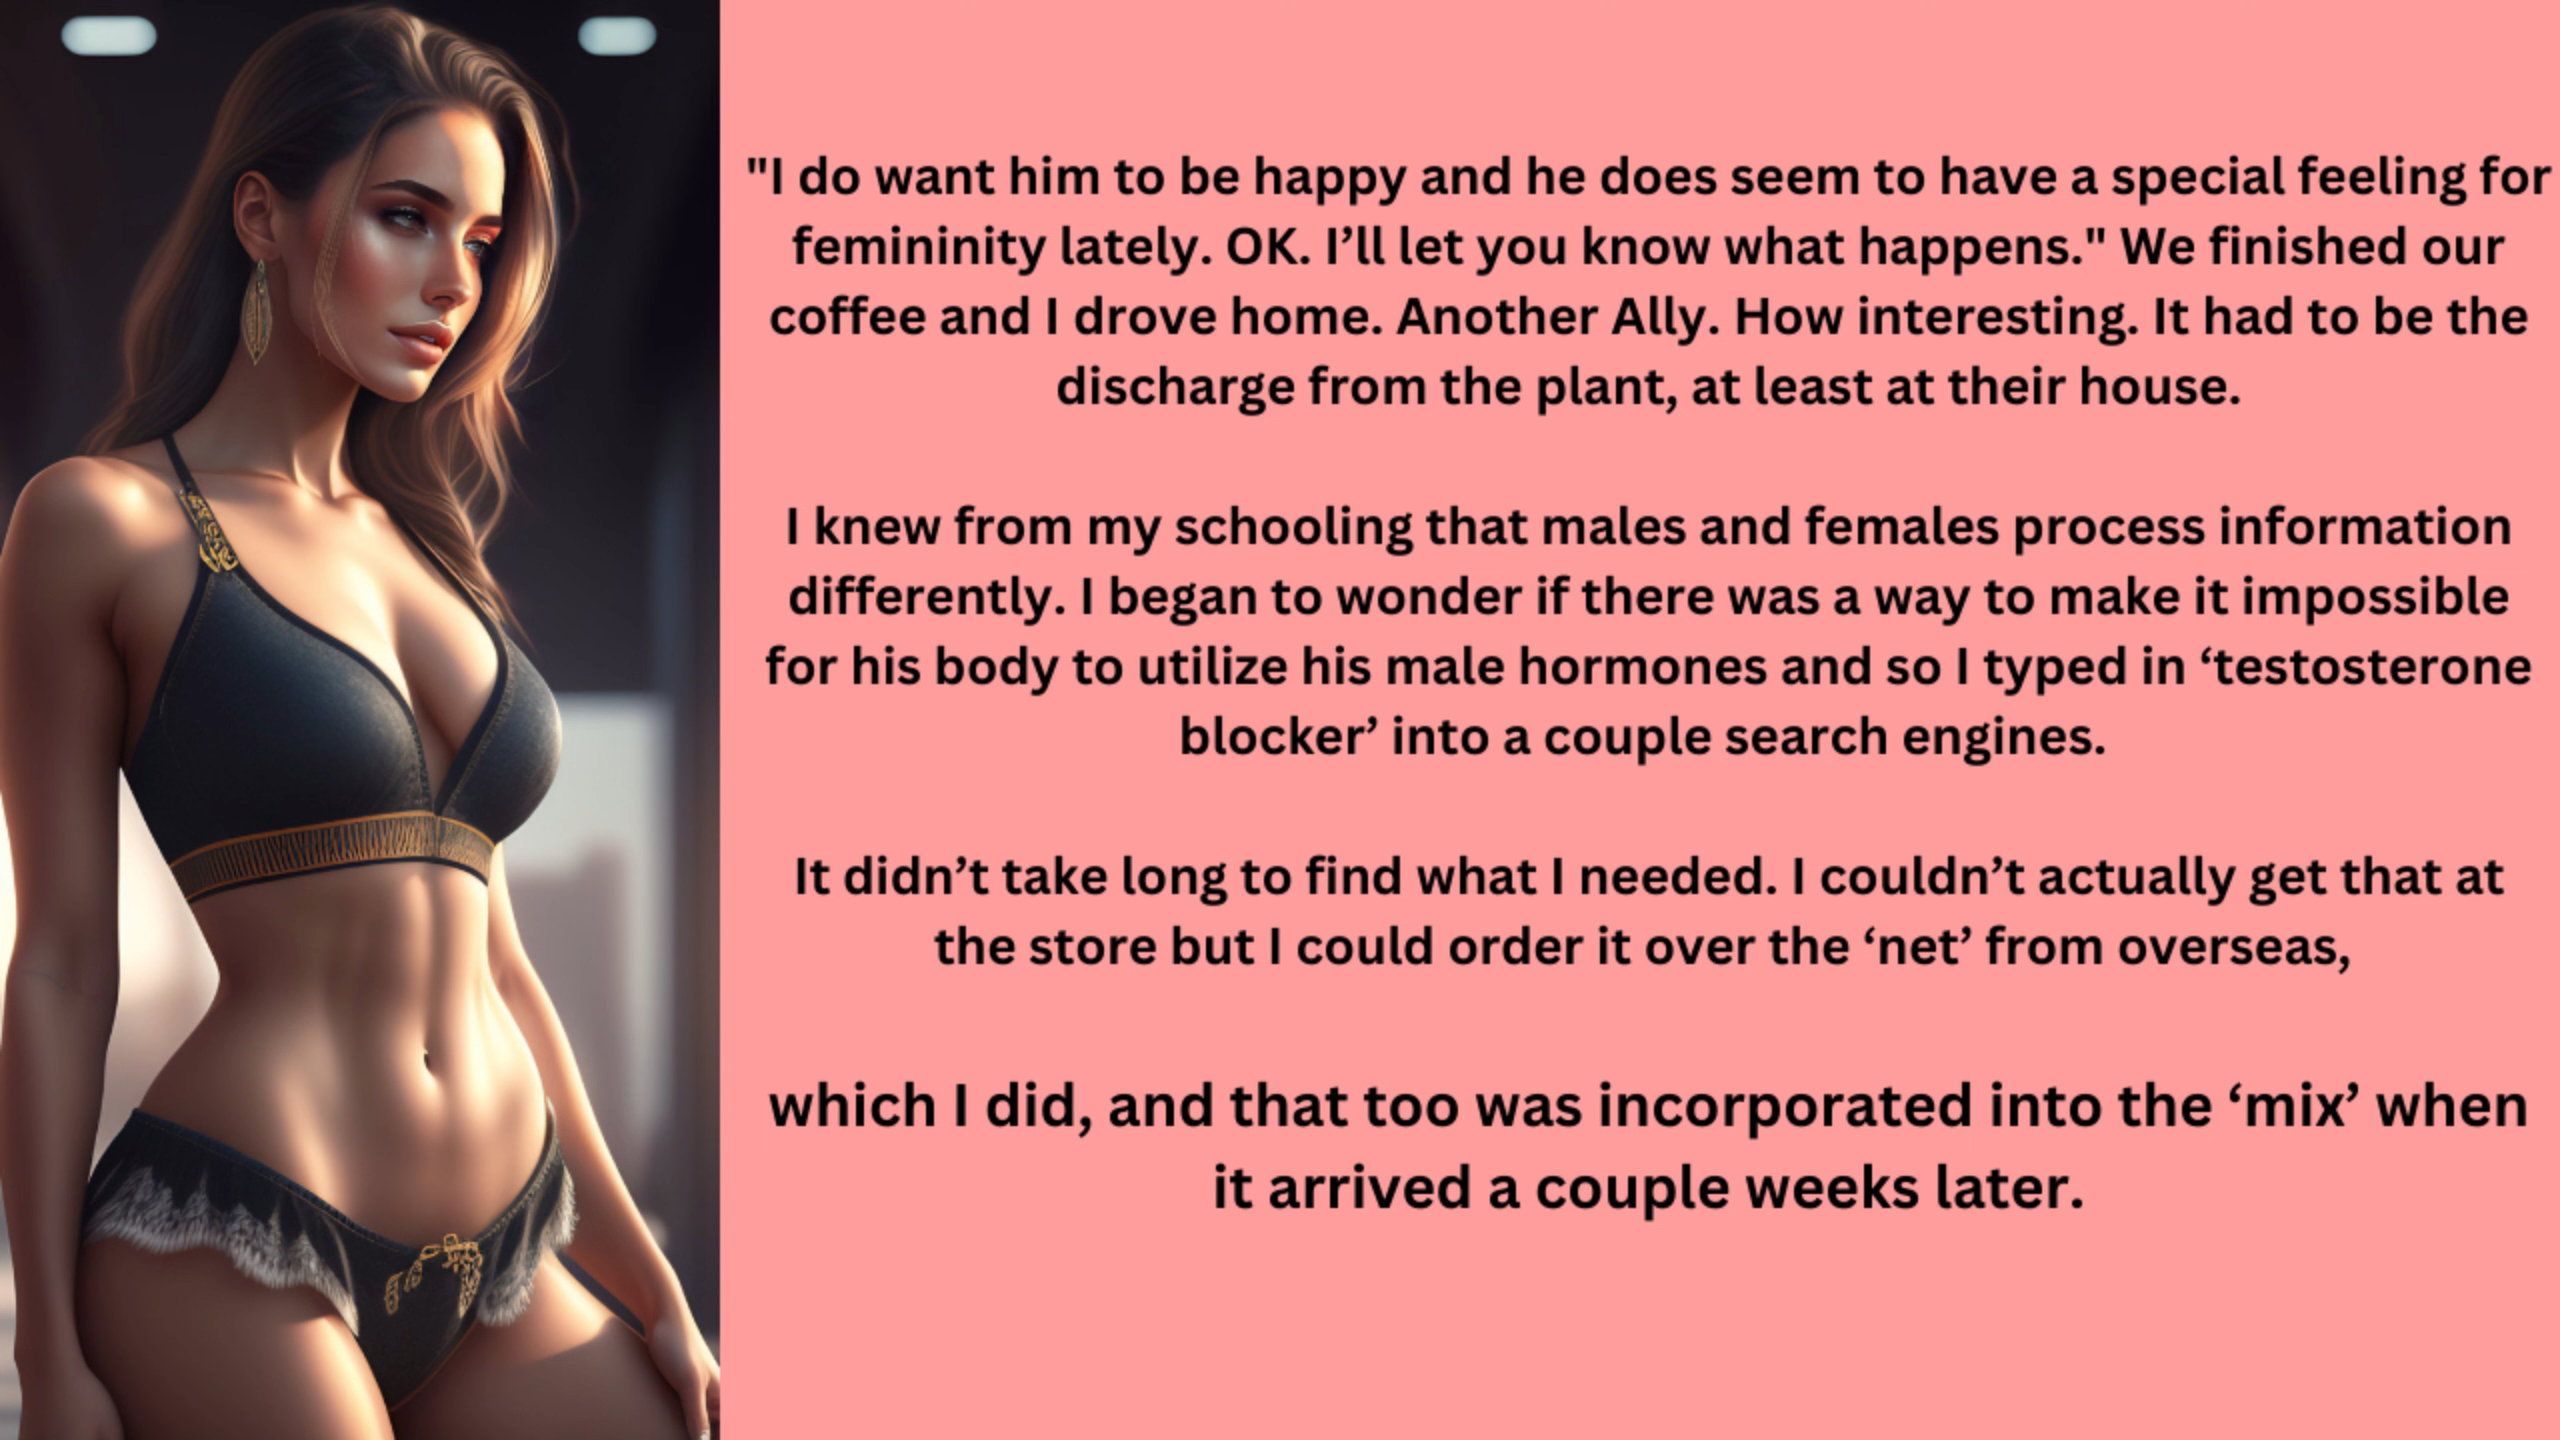 "I do want him to be happy and he does seem to have a special feeling for
femininity lately. OK. I’ll let you know what happens." We finished our
coffee and I drove home. Another Ally. How interesting. It had to be the
discharge from the plant, at least at their house.
I knew from my schooling that males and females process information
differently. I began to wonder if there was a way to make it impossible
for his body to utilize his male hormones and so I typed in ‘testosterone
blocker’ into a couple search engines.
It didn’t take long to find what I needed. I couldn’t actually get that at
the store but I could order it over the ‘net’ from overseas,
which I did, and that too was incorporated into the ‘mix’ when
it arrived a couple weeks later.